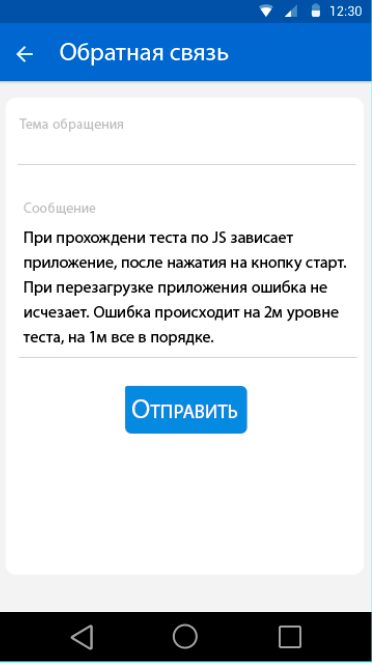 12:30
Обратная связь
Тема обращения
Сообщение
При прохождени теста по JS зависает
приложение, после нажатия на кнопку старт.
При перезагрузке приложения ошибка не
исчезает. Ошибка происходит на 2м уровне
теста, на 1м все в порядке.
Отправить